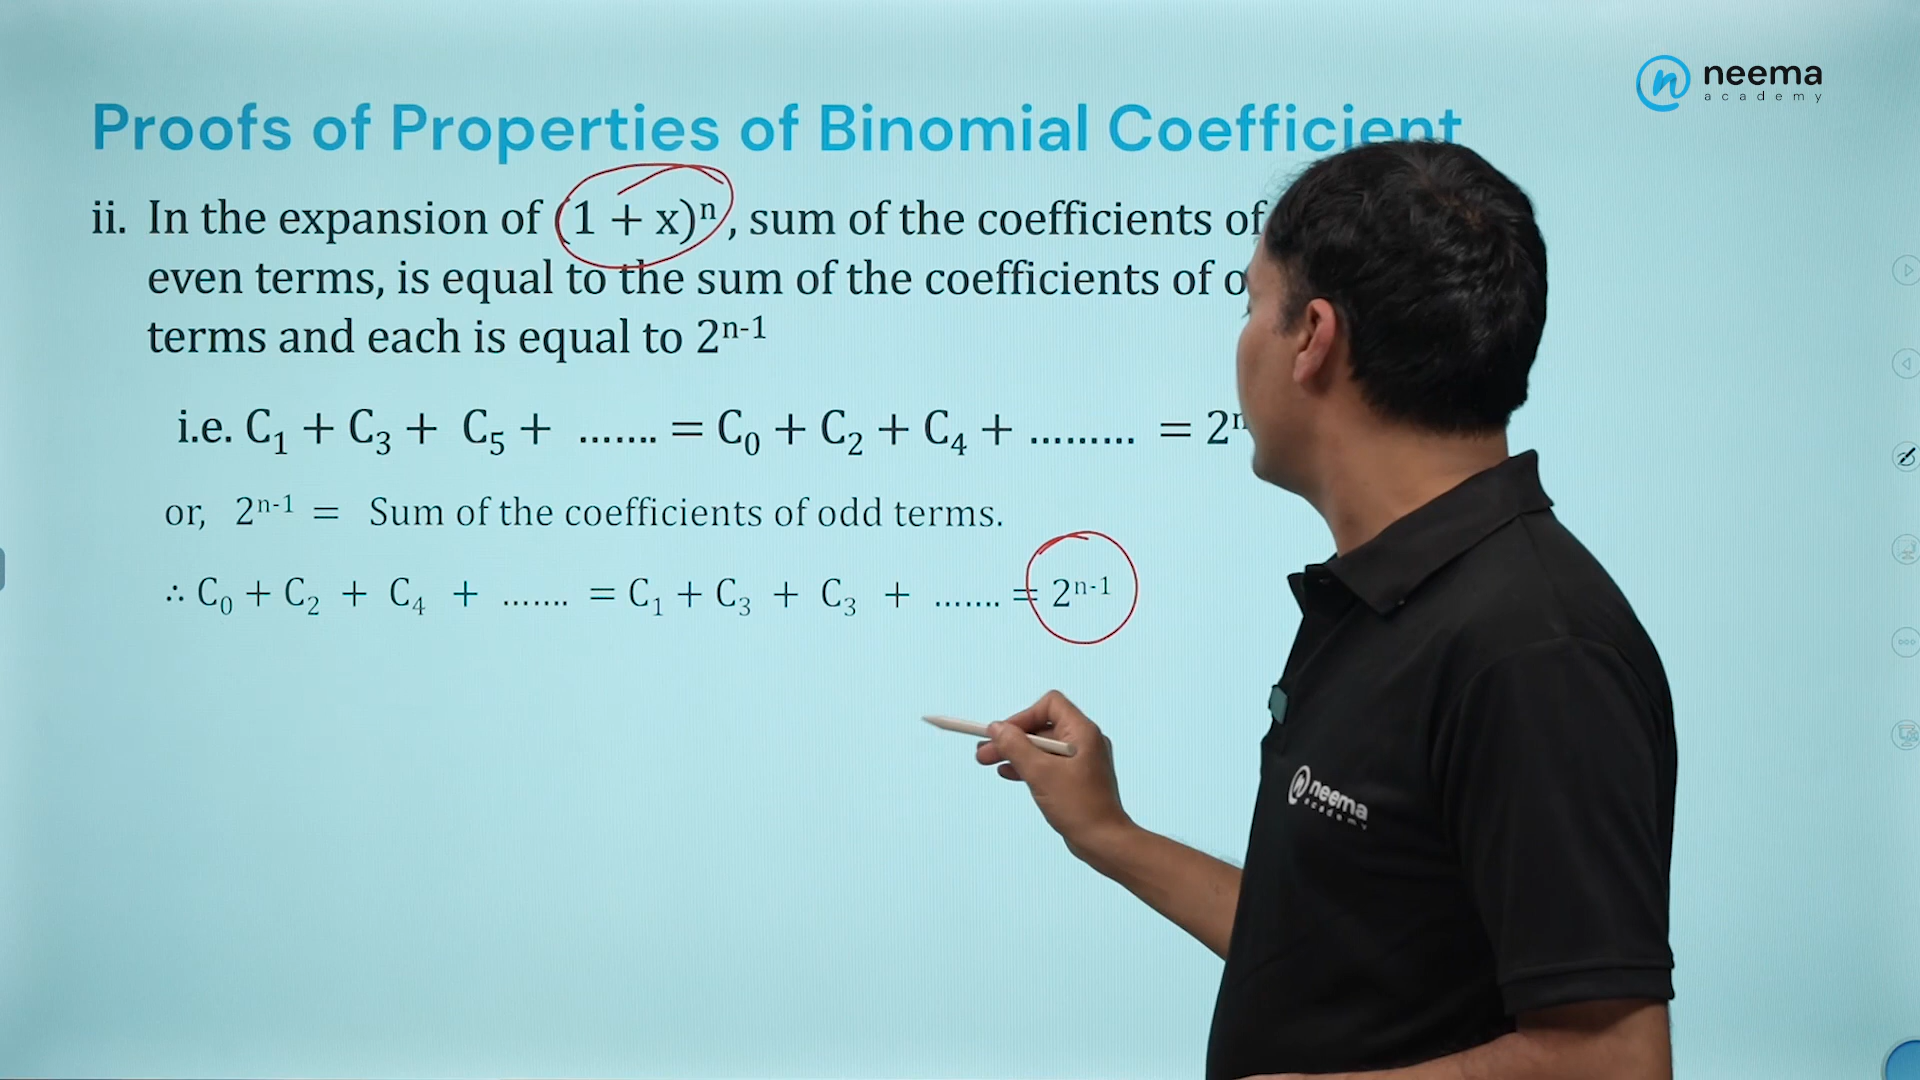 neema
academy
Proofs of Properties of Binomial Coefficient
ii. In the expansion of (1 + x)ⁿ, sum of the coefficients of
even terms, is equal to the sum of the coefficients of o
terms and each is equal to 2ⁿ⁻¹
i.e. C₁ + C₃ + C₅ + ....... = C₀ + C₂ + C₄ + ......... = 2ⁿ
or, 2ⁿ⁻¹ = Sum of the coefficients of odd terms.
∴ C₀ + C₂ + C₄ + ....... = C₁ + C₃ + C₃ + ....... = 2ⁿ⁻¹
neema
academy